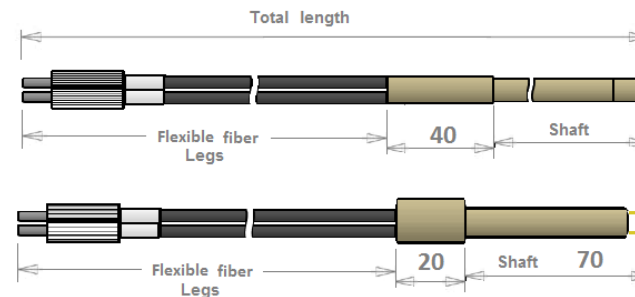 Total length
Flexible fiber
Legs
40
Shaft
Flexible fiber
Legs
20
Shaft 70